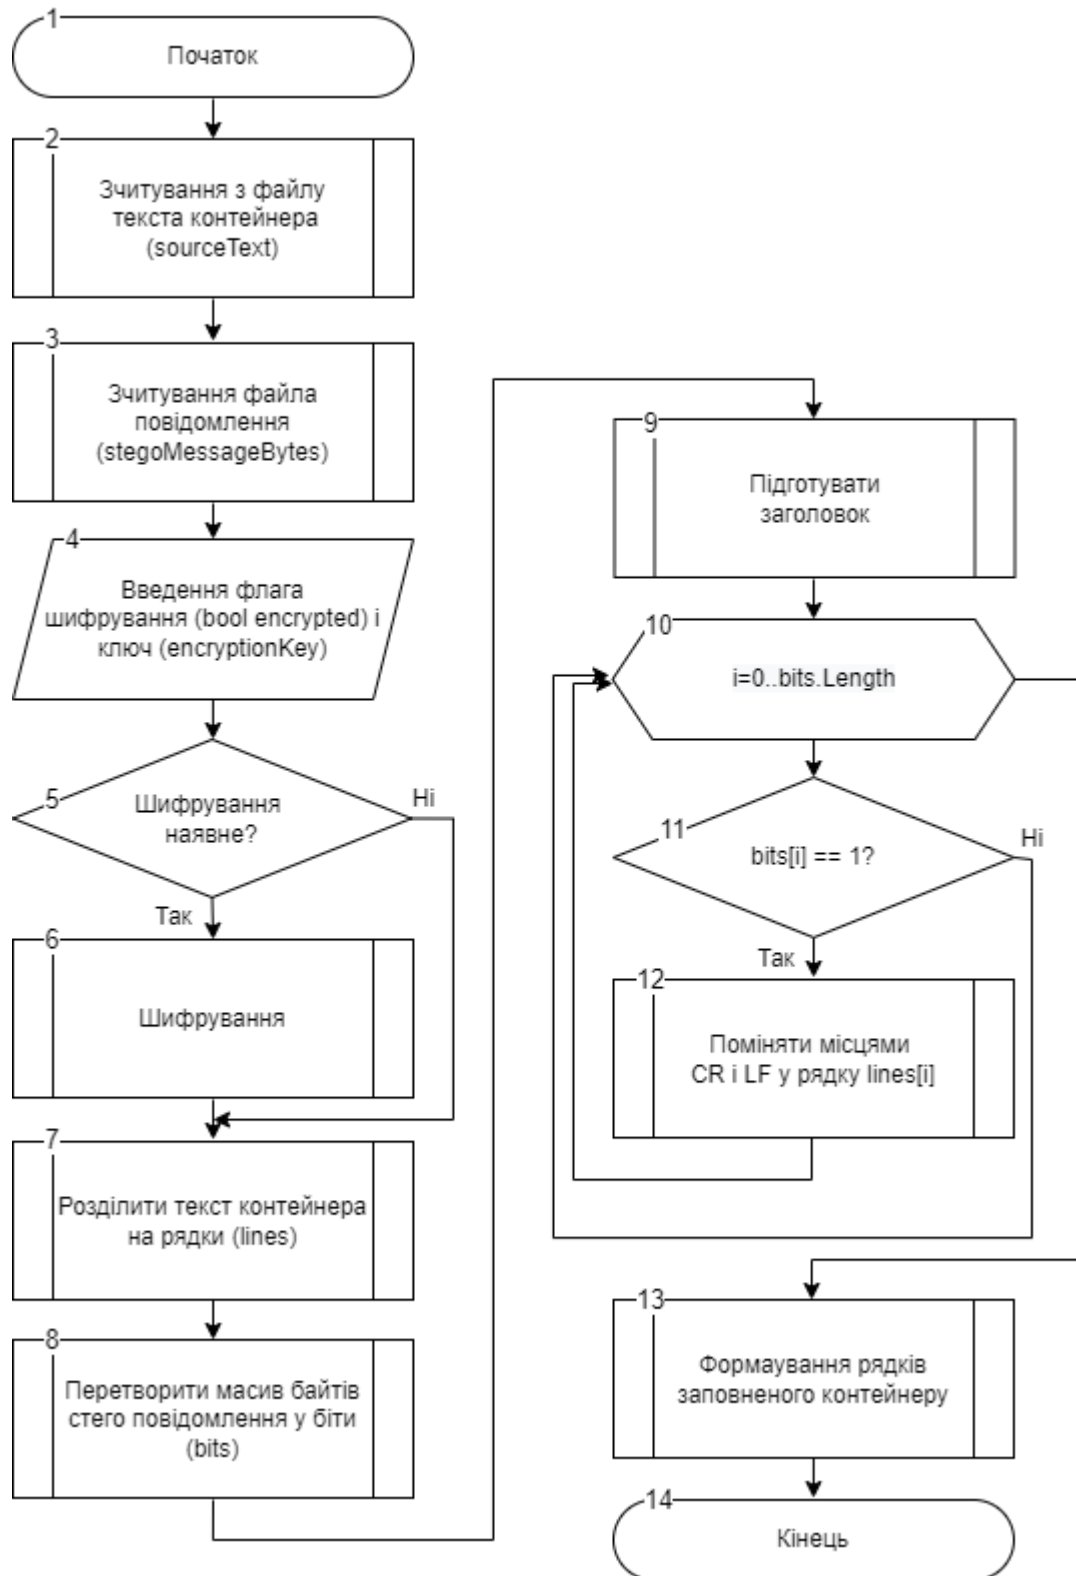 1
Початок
2
Зчитування з файлу
текста контейнера
(sourceText)
3
Зчитування файла
повідомлення
(stegoMessageBytes)
4
Введення флага
шифрування (bool encrypted) і
ключ (encryptionKey)
5
Шифрування
наявне?
Ні
Так
6
Шифрування
7
Розділити текст контейнера
на рядки (lines)
8
Перетворити масив байтів
стего повідомлення у біти
(bits)
9
Підготувати
заголовок
10
i=0..bits.Length
11
bits[i] == 1?
Ні
Так
12
Поміняти місцями
CR і LF у рядку lines[i]
13
Формаування рядків
заповненого контейнеру
14
Кінець